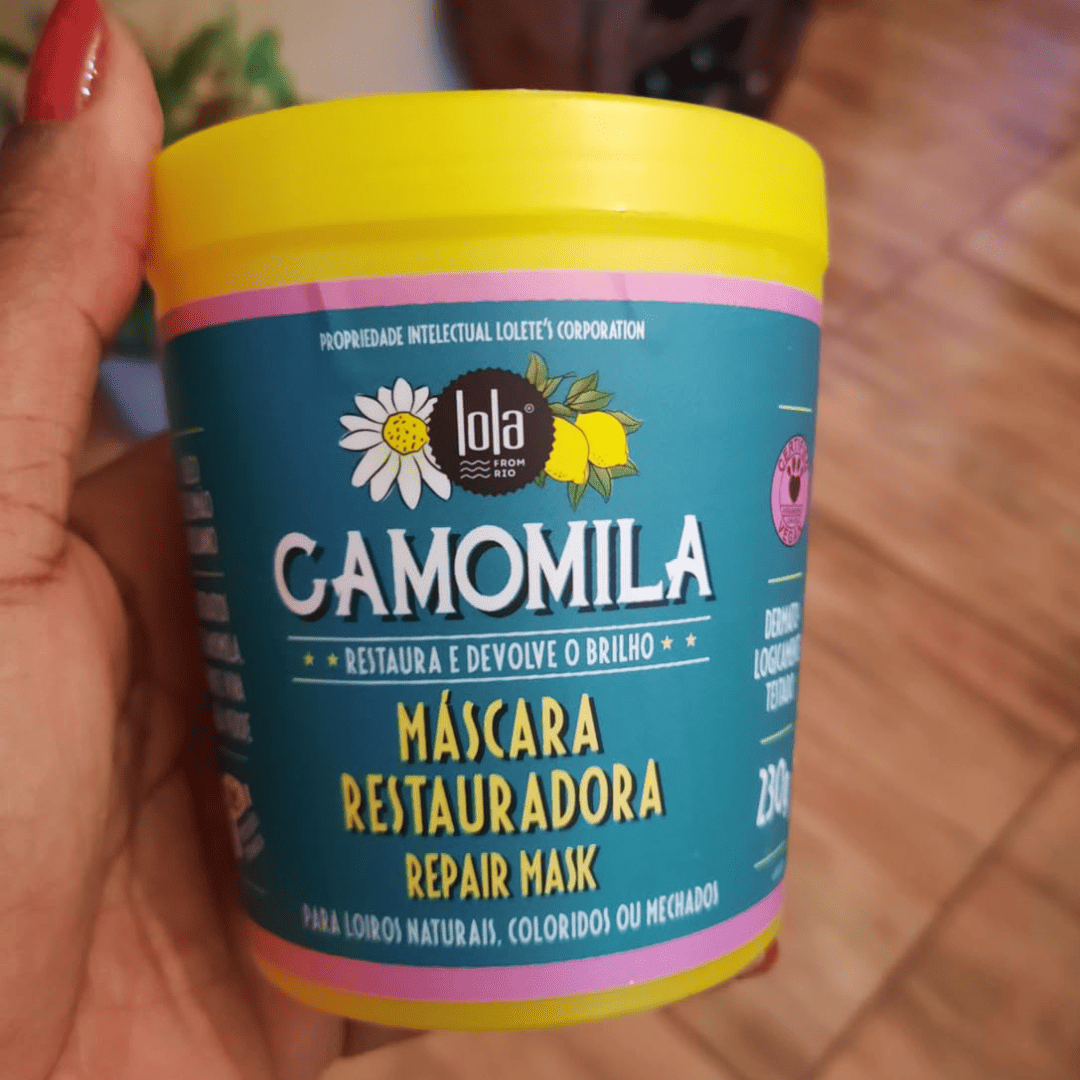 PROPRIEDADE INTELECTUAL LOLETE'S CORPORATION
lola®
FROM
RIO
CAMOMILA
RESTAURA E DEVOLVE O BRILHO
MÁSCARA
RESTAURADORA
REPAIR MASK
PARA LOIROS NATURAIS, COLORIDOS OU MECHADOS
DERMATO-
LOGICAMENTE
TESTADO
230g